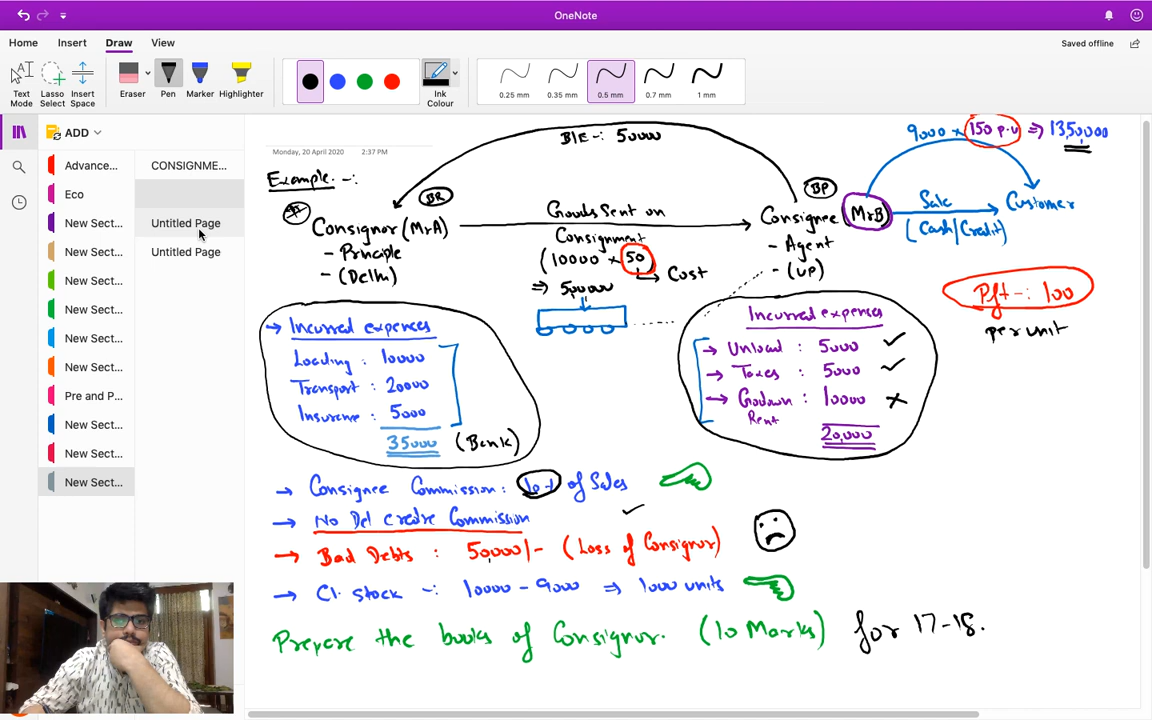 OneNote
Home Insert Draw View
Saved offline
Text Mode
Lasso Select
Insert Space
Eraser
Pen
Marker
Highlighter
Ink Colour
0.25 mm
0.35 mm
0.5 mm
0.7 mm
1 mm
ADD
Advance...
Eco
New Sect...
New Sect...
New Sect...
New Sect...
New Sect...
New Sect...
Pre and P...
New Sect...
New Sect...
New Sect...
CONSIGNME...
Untitled Page
Untitled Page
Monday, 20 April 2020 2:37 PM
Example -:
B/E -: 50000
9000 × 150 p.u ⇒ 1350000
BR
Consignor (MrA)
- Principle
- (Delhi)
Goods Sent on
Consignment
(10000 × 50)
→ Cost
⇒ 500,000
BP
Consignee (MrB)
- Agent
- (UP)
Sale
(Cash/Credit)
Customer
Pft -: 100
per unit
→ Incurred expenses
Loading : 10000
Transport : 20000
Insurance : 5000
35000 (Bank)
Incurred expenses
→ Unload : 5000 ✓
→ Taxes : 5000 ✓
→ Godown : 10000 ×
Rent
20,000
→ Consignee Commission: of Sales
→ No Del credre Commission ✓
→ Bad Debts : 50,000/- (Loss of Consignor)
→ Cl. stock -: 10000 - 9000 ⇒ 1000 units
Prepare the books of Consignor. (10 Marks) for 17-18.